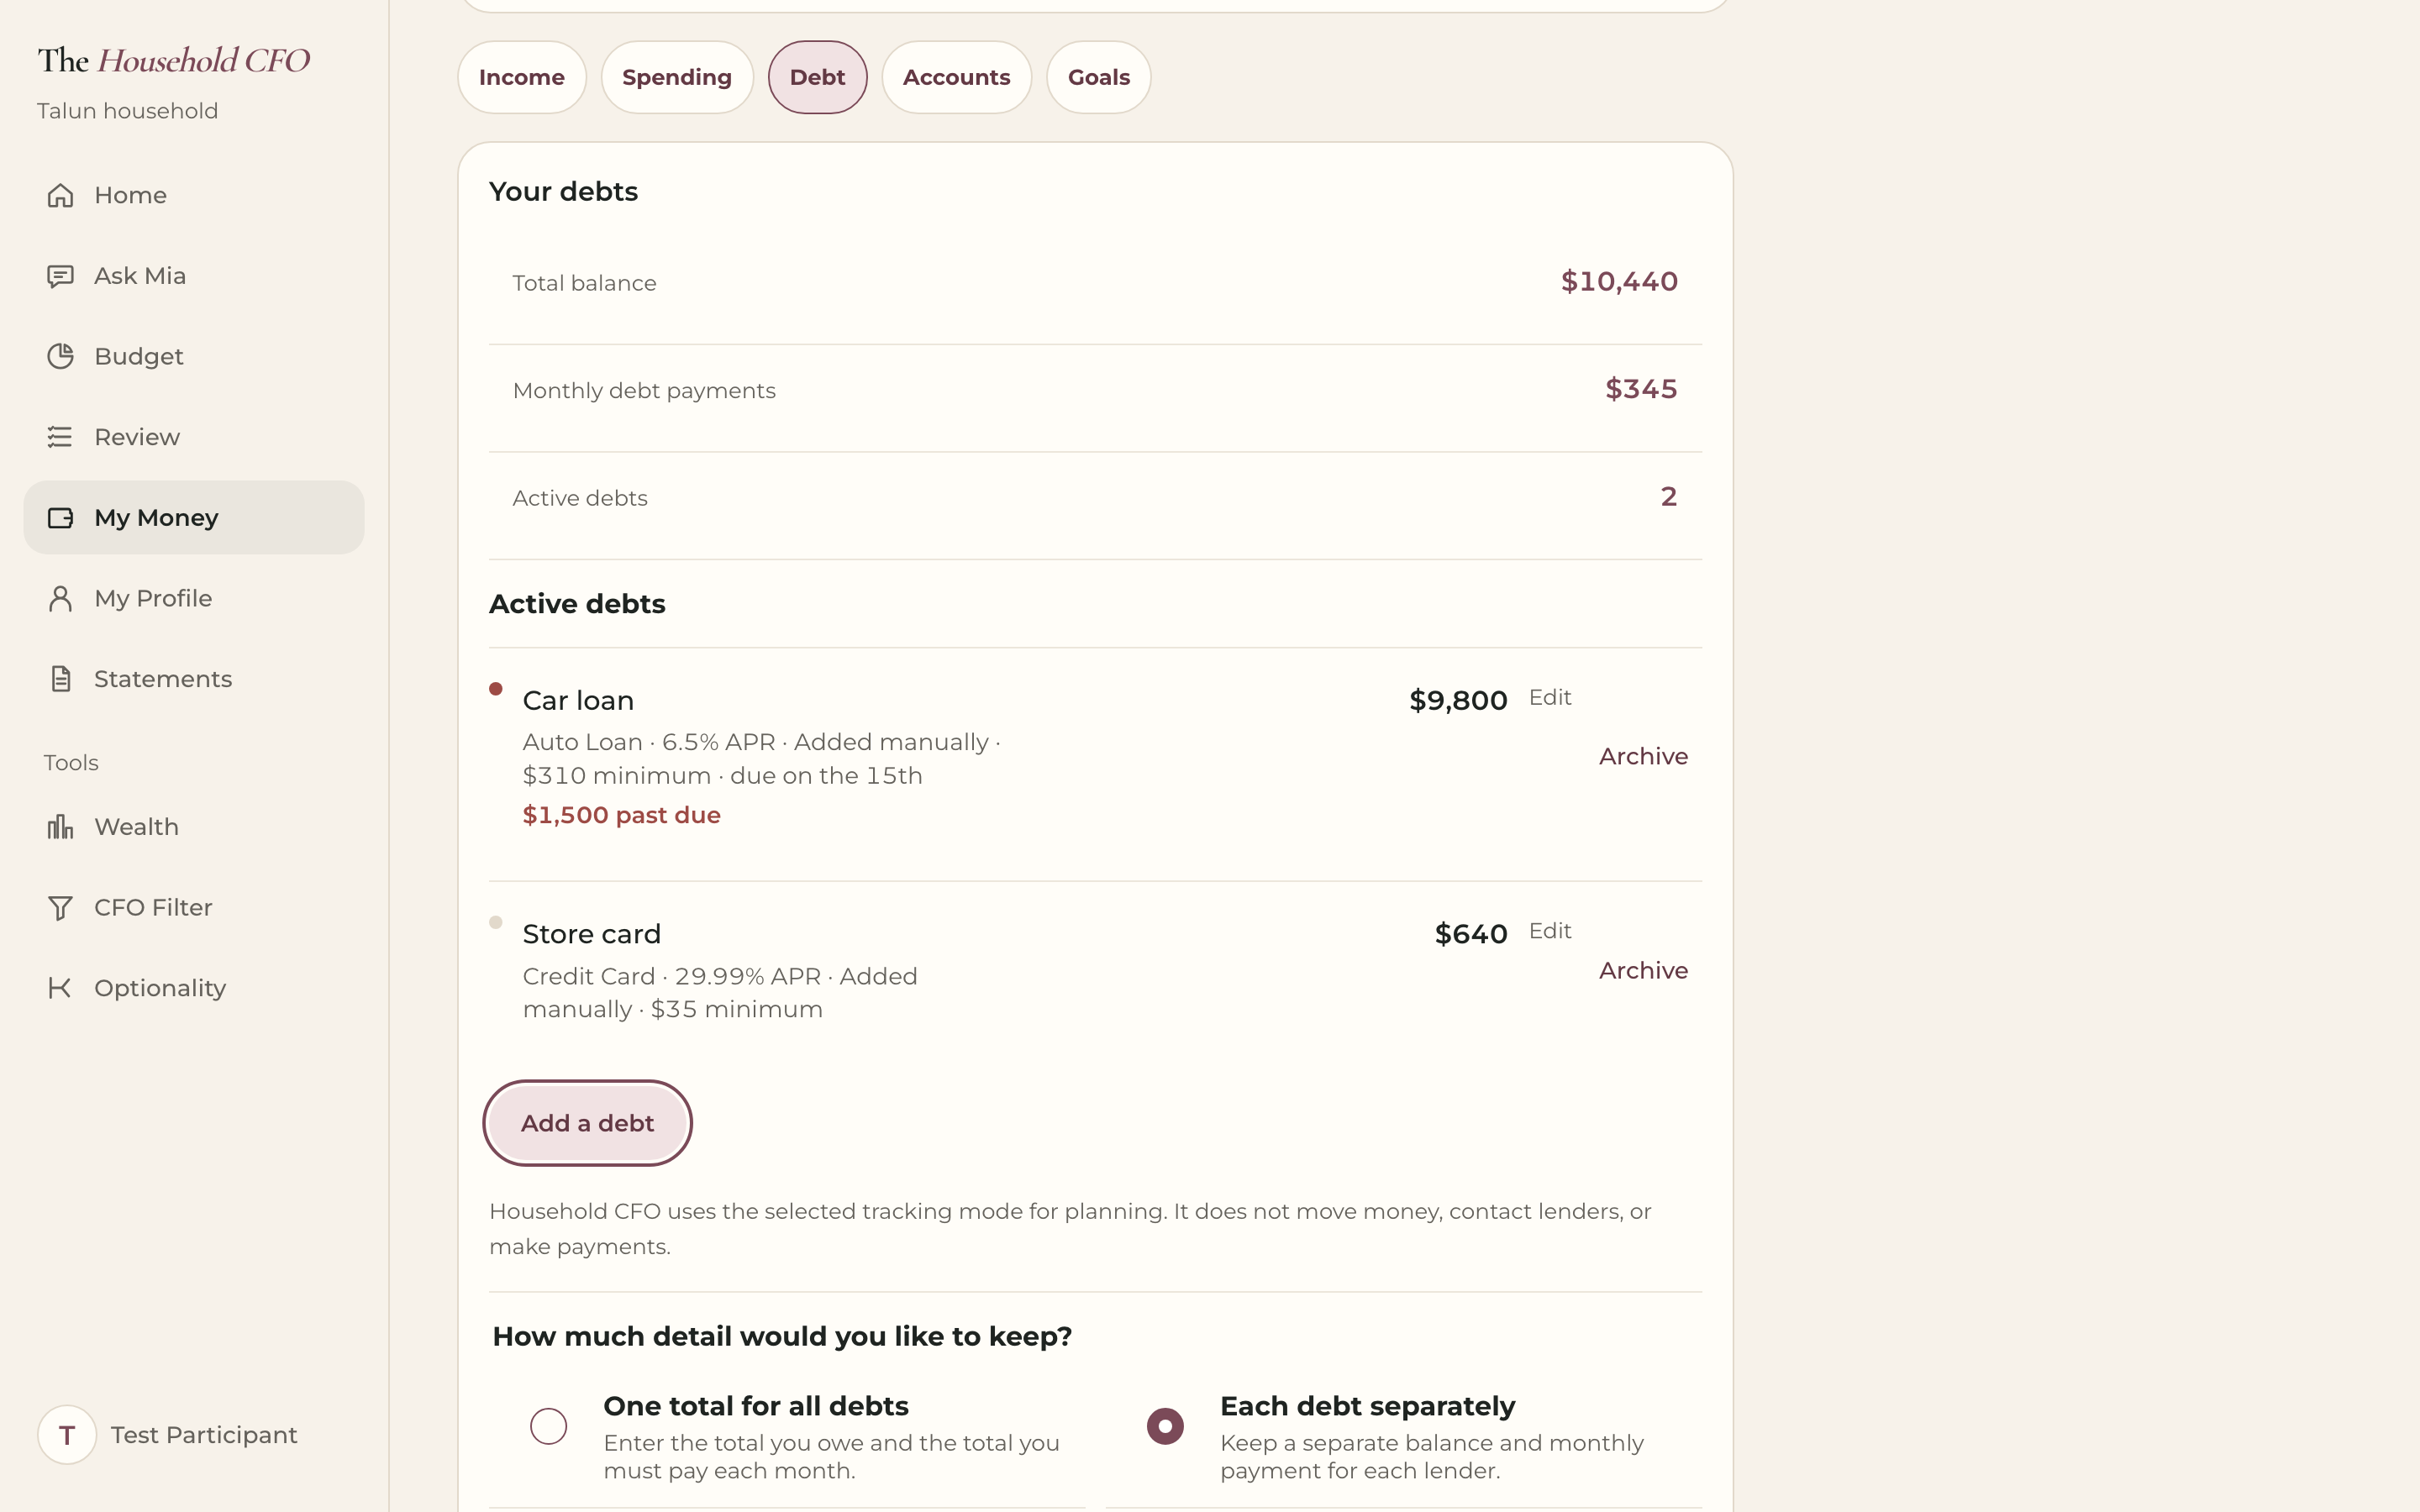 The Household CFO
Talun household
Home
Ask Mia
Budget
Review
My Money
My Profile
Statements
Tools
Wealth
CFO Filter
Optionality
T
Test Participant
Income
Spending
Debt
Accounts
Goals
Your debts
Total balance
$10,440
Monthly debt payments
$345
Active debts
2
Active debts
Car loan
$9,800
Edit
Auto Loan · 6.5% APR · Added manually ·
$310 minimum · due on the 15th
$1,500 past due
Archive
Store card
$640
Edit
Credit Card · 29.99% APR · Added
manually · $35 minimum
Archive
Add a debt
Household CFO uses the selected tracking mode for planning. It does not move money, contact lenders, or
make payments.
How much detail would you like to keep?
One total for all debts
Enter the total you owe and the total you
must pay each month.
Each debt separately
Keep a separate balance and monthly
payment for each lender.